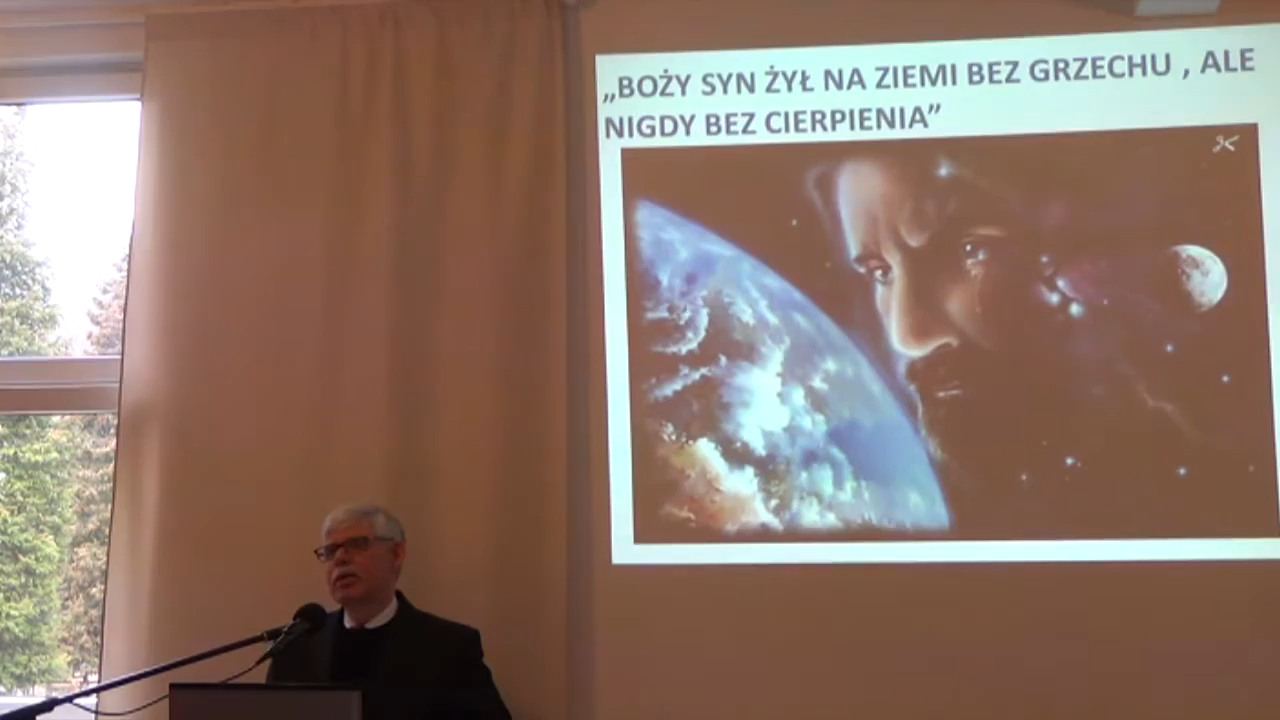 „BOŻY SYN ŻYŁ NA ZIEMI BEZ GRZECHU , ALE
NIGDY BEZ CIERPIENIA”